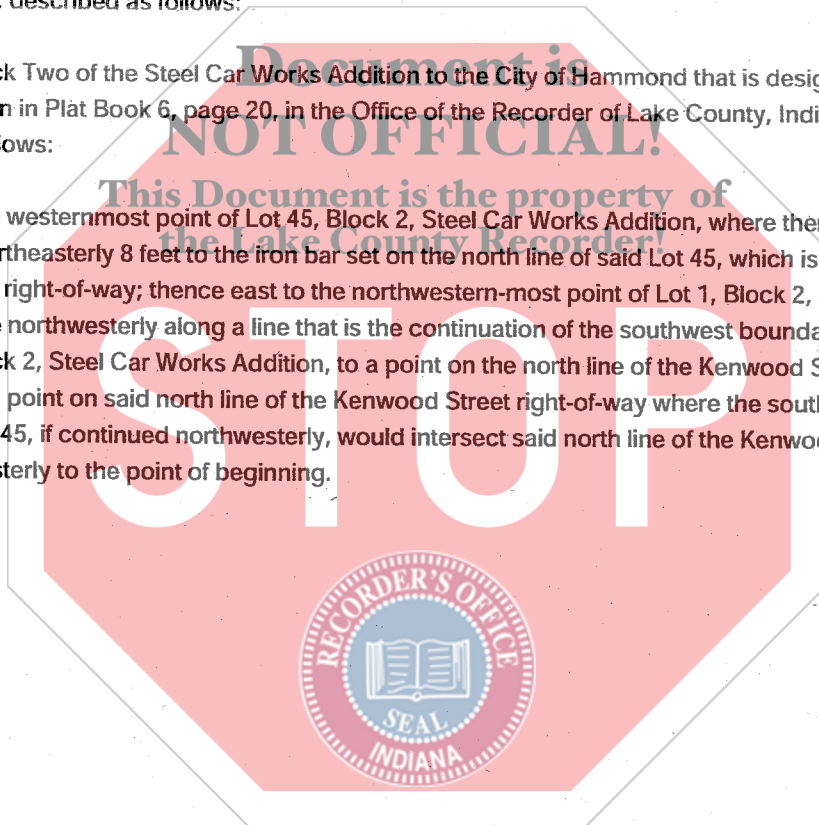 described as follows:
Document is
ck Two of the Steel Car Works Addition to the City of Hammond that is desig
n in Plat Book 6, page 20, in the Office of the Recorder of Lake County, Indi
NOT OFFICIAL!
ows:
This Document is the property of
westernmost point of Lot 45, Block 2, Steel Car Works Addition, where ther
the Lake County Recorder!
rtheasterly 8 feet to the iron bar set on the north line of said Lot 45, which is
right-of-way; thence east to the northwestern-most point of Lot 1, Block 2,
northwesterly along a line that is the continuation of the southwest bounda
ck 2, Steel Car Works Addition, to a point on the north line of the Kenwood S
point on said north line of the Kenwood Street right-of-way where the sout
45, if continued northwesterly, would intersect said north line of the Kenwo
sterly to the point of beginning.
STOP
RECORDER'S OFFICE
SEAL
INDIANA